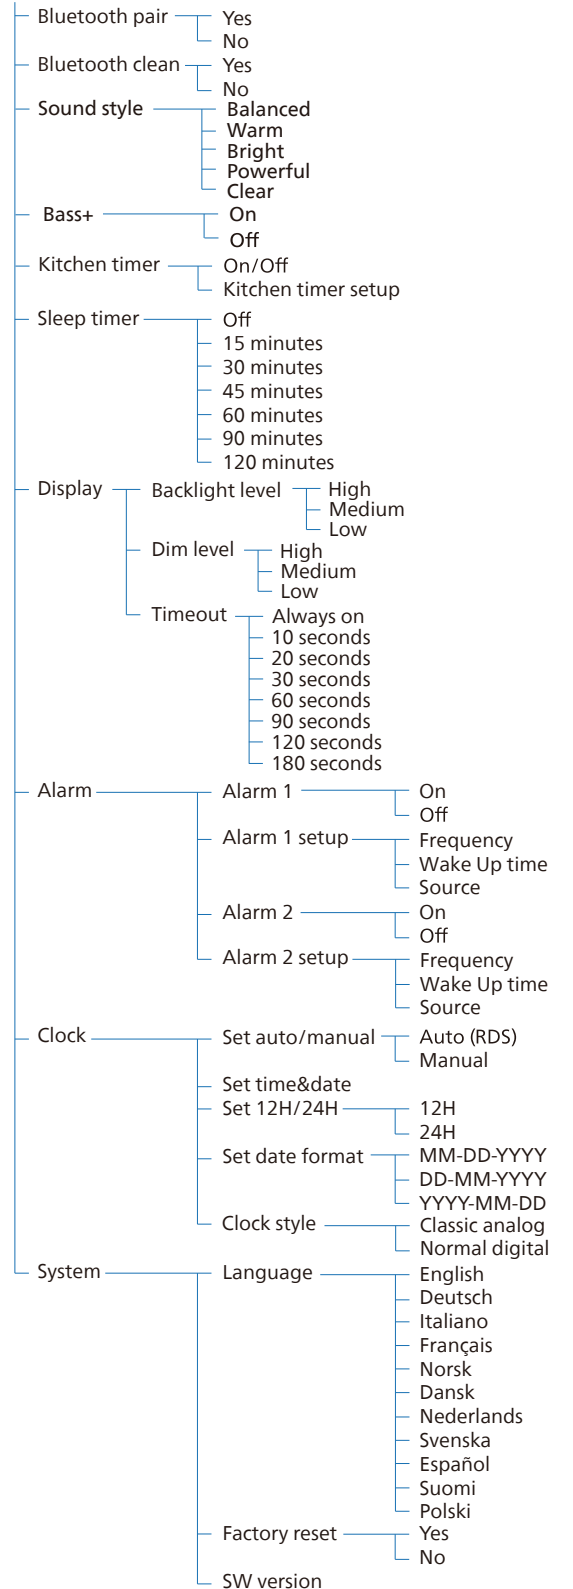 Bluetooth pair Yes
No
Bluetooth clean Yes
No
Sound style Balanced
Warm
Bright
Powerful
Clear
Bass+ On
Off
Kitchen timer On/Off
Kitchen timer setup
Sleep timer Off
15 minutes
30 minutes
45 minutes
60 minutes
90 minutes
120 minutes
Display Backlight level High
Medium
Low
Dim level High
Medium
Low
Timeout Always on
10 seconds
20 seconds
30 seconds
60 seconds
90 seconds
120 seconds
180 seconds
Alarm Alarm 1 On
Off
Alarm 1 setup Frequency
Wake Up time
Source
Alarm 2 On
Off
Alarm 2 setup Frequency
Wake Up time
Source
Clock Set auto/manual Auto (RDS)
Manual
Set time&date
Set 12H/24H 12H
24H
Set date format MM-DD-YYYY
DD-MM-YYYY
YYYY-MM-DD
Clock style Classic analog
Normal digital
System Language English
Deutsch
Italiano
Français
Norsk
Dansk
Nederlands
Svenska
Español
Suomi
Polski
Factory reset Yes
No
SW version